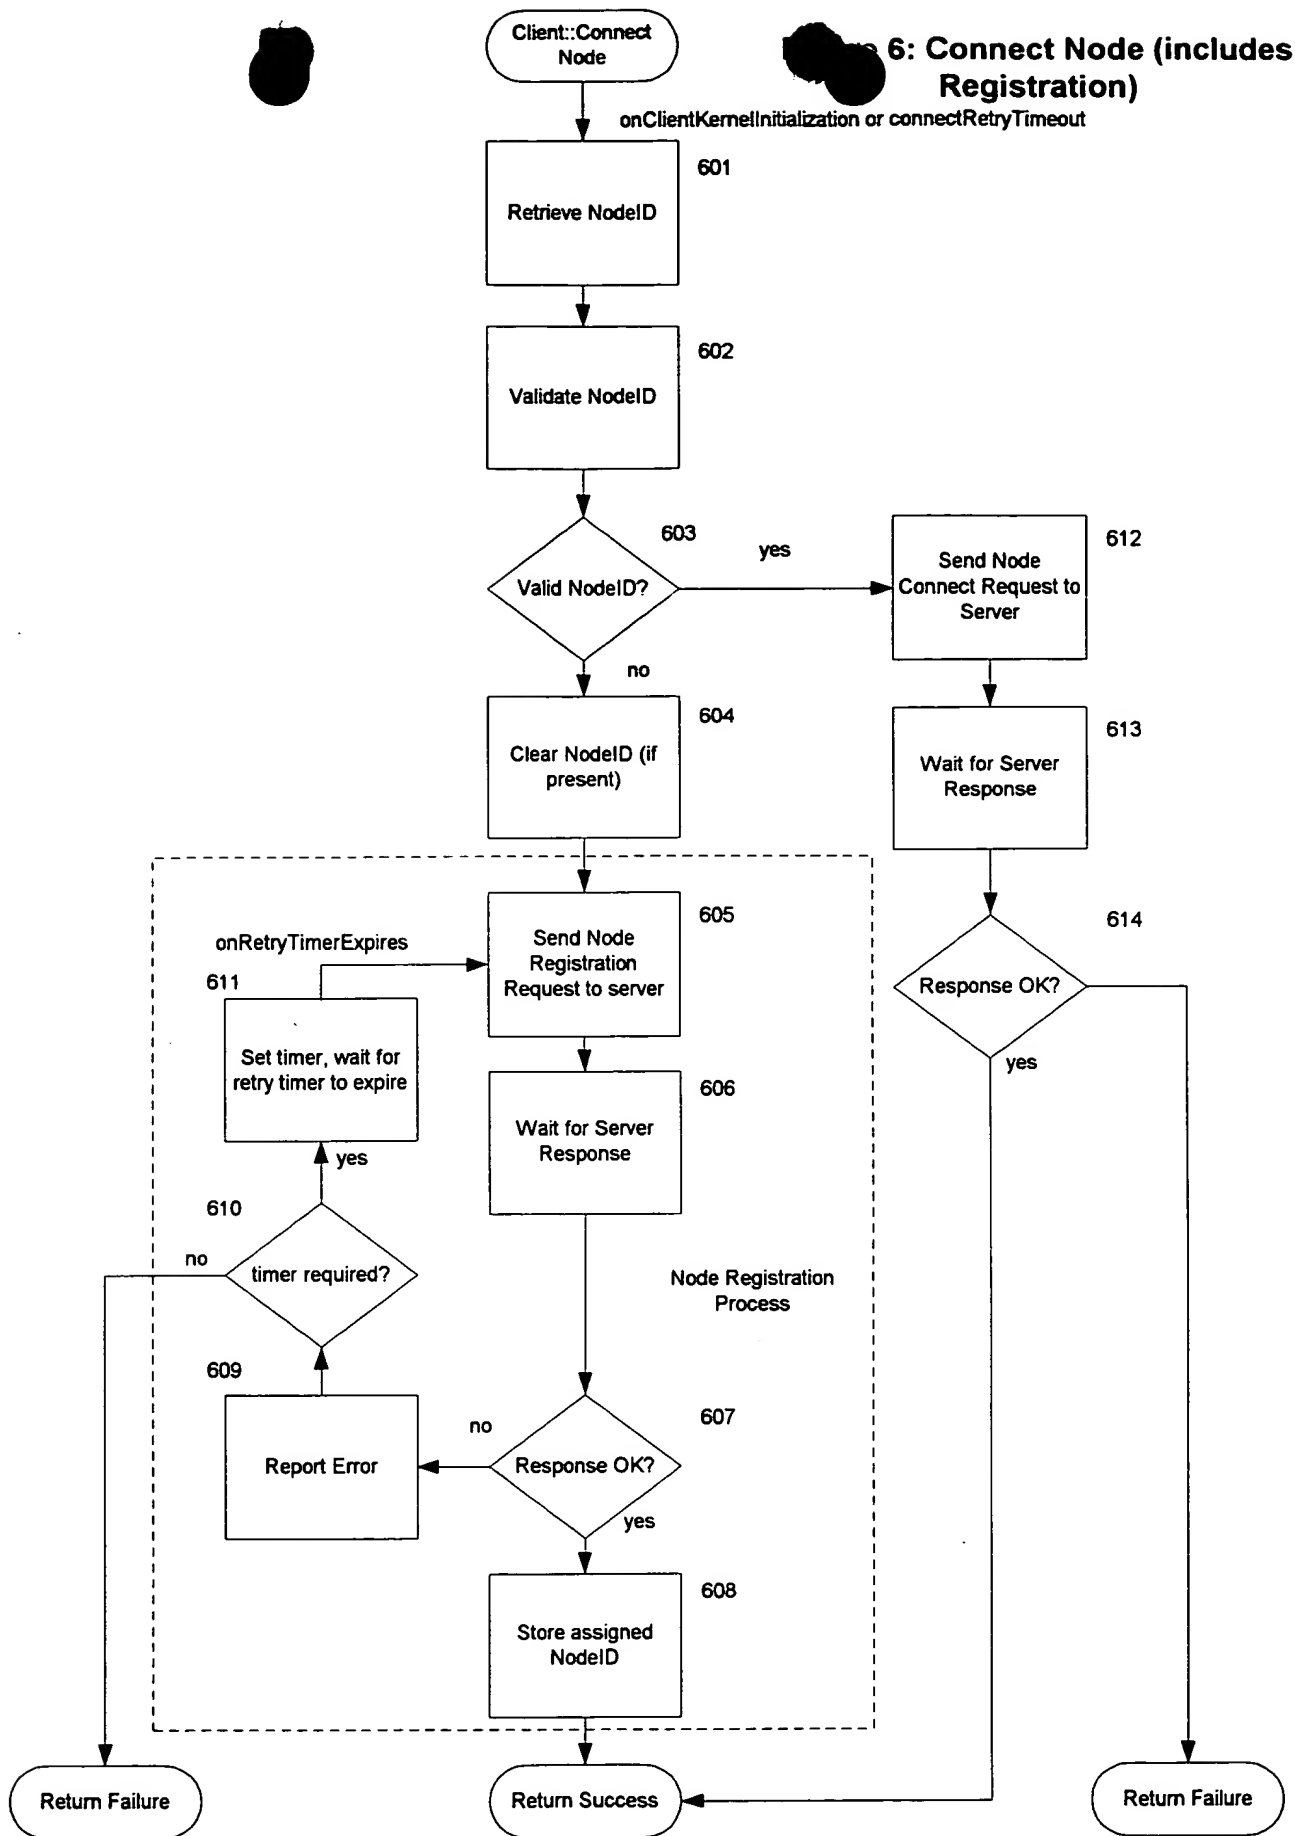 Client::Connect
Node
6: Connect Node (includes
Registration)
onClientKernelInitialization or connectRetryTimeout
601
Retrieve NodeID
602
Validate NodeID
603
Valid NodeID?
yes
no
612
Send Node
Connect Request to
Server
604
Clear NodeID (if
present)
613
Wait for Server
Response
605
Send Node
Registration
Request to server
614
Response OK?
yes
onRetryTimerExpires
611
Set timer, wait for
retry timer to expire
606
Wait for Server
Response
yes
610
timer required?
no
Node Registration
Process
609
Report Error
no
607
Response OK?
yes
608
Store assigned
NodeID
Return Failure
Return Success
Return Failure